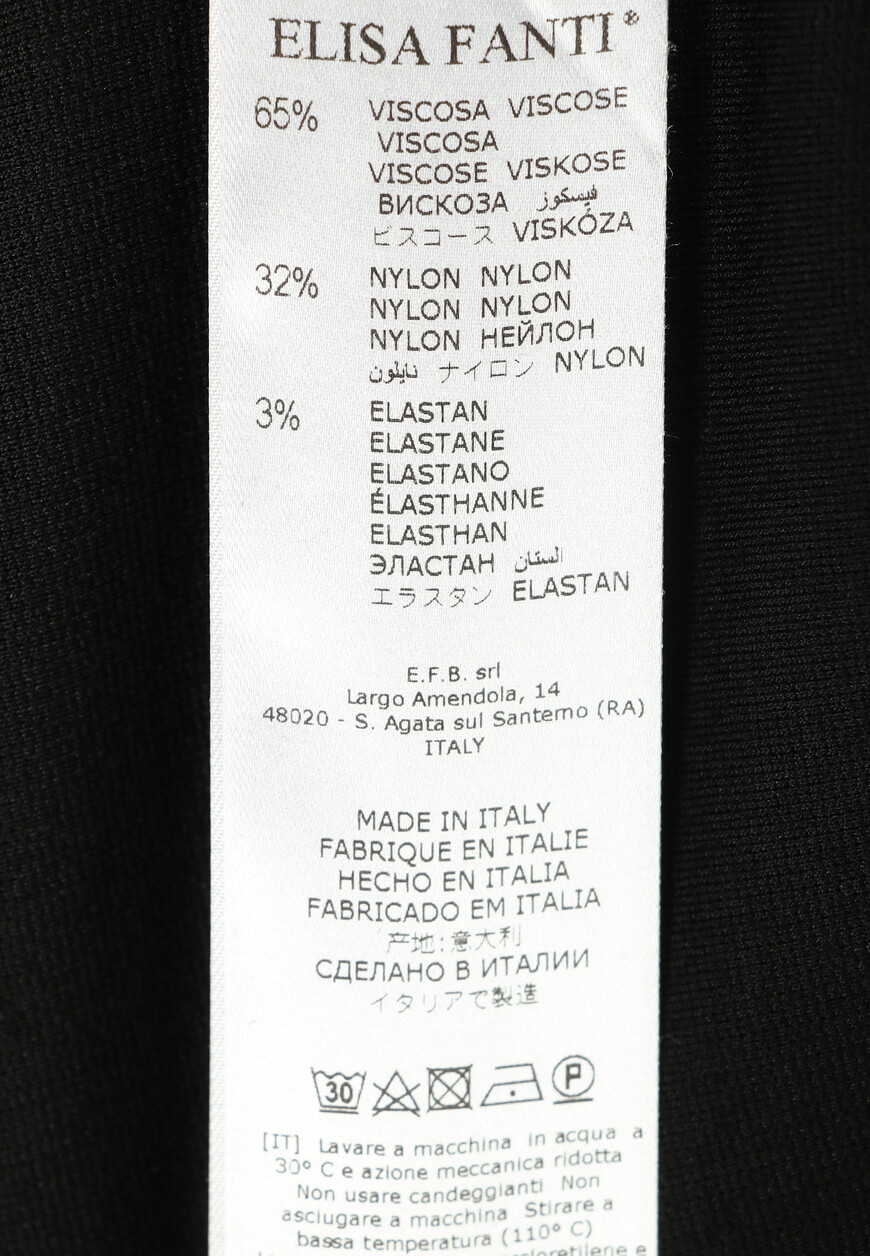 ELISA FANTI®
65% VISCOSA VISCOSE
VISCOSA
VISCOSE VISKOSE
ВИСКОЗА فيسكوز
ビスコース VISKÓZA
32% NYLON NYLON
NYLON NYLON
NYLON НЕЙЛОН
نايلون ナイロン NYLON
3% ELASTAN
ELASTANE
ELASTANO
ÉLASTHANNE
ELASTHAN
ЭЛАСТАН الستان
エラスタン ELASTAN
E.F.B. srl
Largo Amendola, 14
48020 - S. Agata sul Santerno (RA)
ITALY
MADE IN ITALY
FABRIQUE EN ITALIE
HECHO EN ITALIA
FABRICADO EM ITALIA
产地:意大利
СДЕЛАНО В ИТАЛИИ
イタリアで製造
30 P
[IT] Lavare a macchina in acqua a
30° C e azione meccanica ridotta
Non usare candeggianti Non
asciugare a macchina Stirare a
bassa temperatura (110° C)